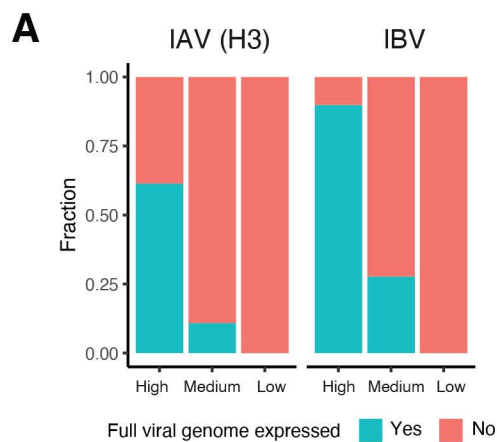 A
IAV (H3) IBV
Fraction
1.00
0.75
0.50
0.25
0.00
High Medium Low High Medium Low
Full viral genome expressed Yes No